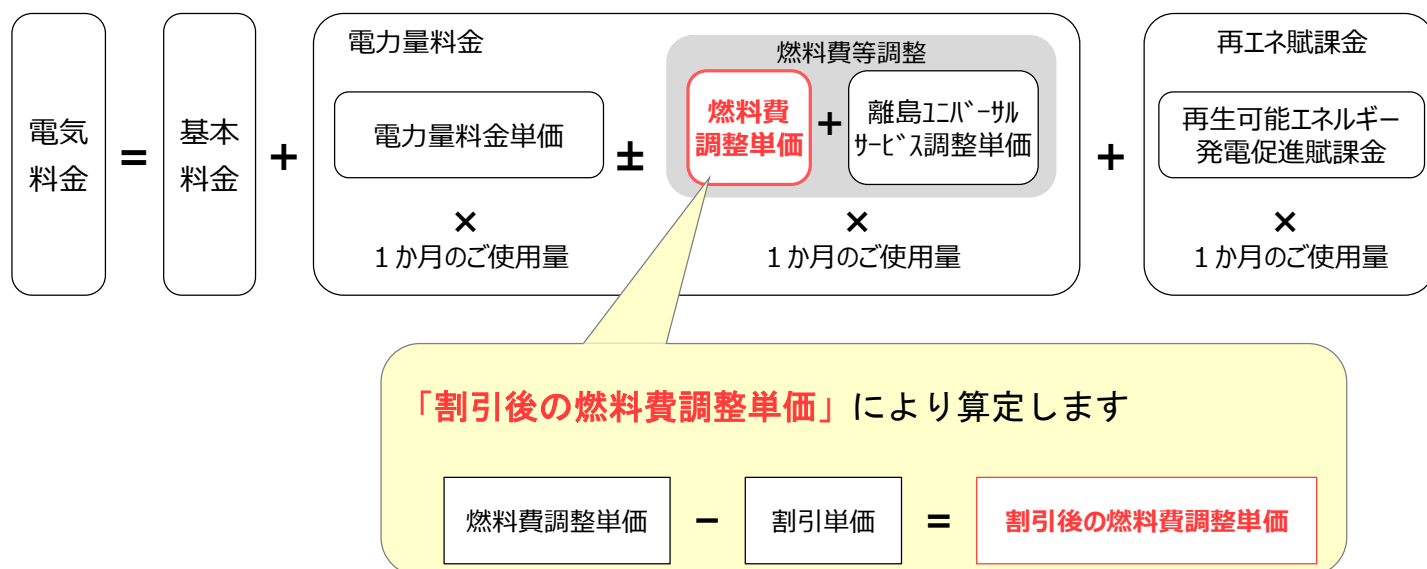 電気
料金
=
基本
料金
+
電力量料金
電力量料金単価
×
1か月のご使用量
±
燃料費等調整
燃料費
調整単価
+
離島ﾕﾆﾊﾞｰｻﾙ
ｻｰﾋﾞｽ調整単価
×
1か月のご使用量
+
再エネ賦課金
再生可能エネルギー
発電促進賦課金
×
1か月のご使用量
「割引後の燃料費調整単価」により算定します
燃料費調整単価 − 割引単価 = 割引後の燃料費調整単価